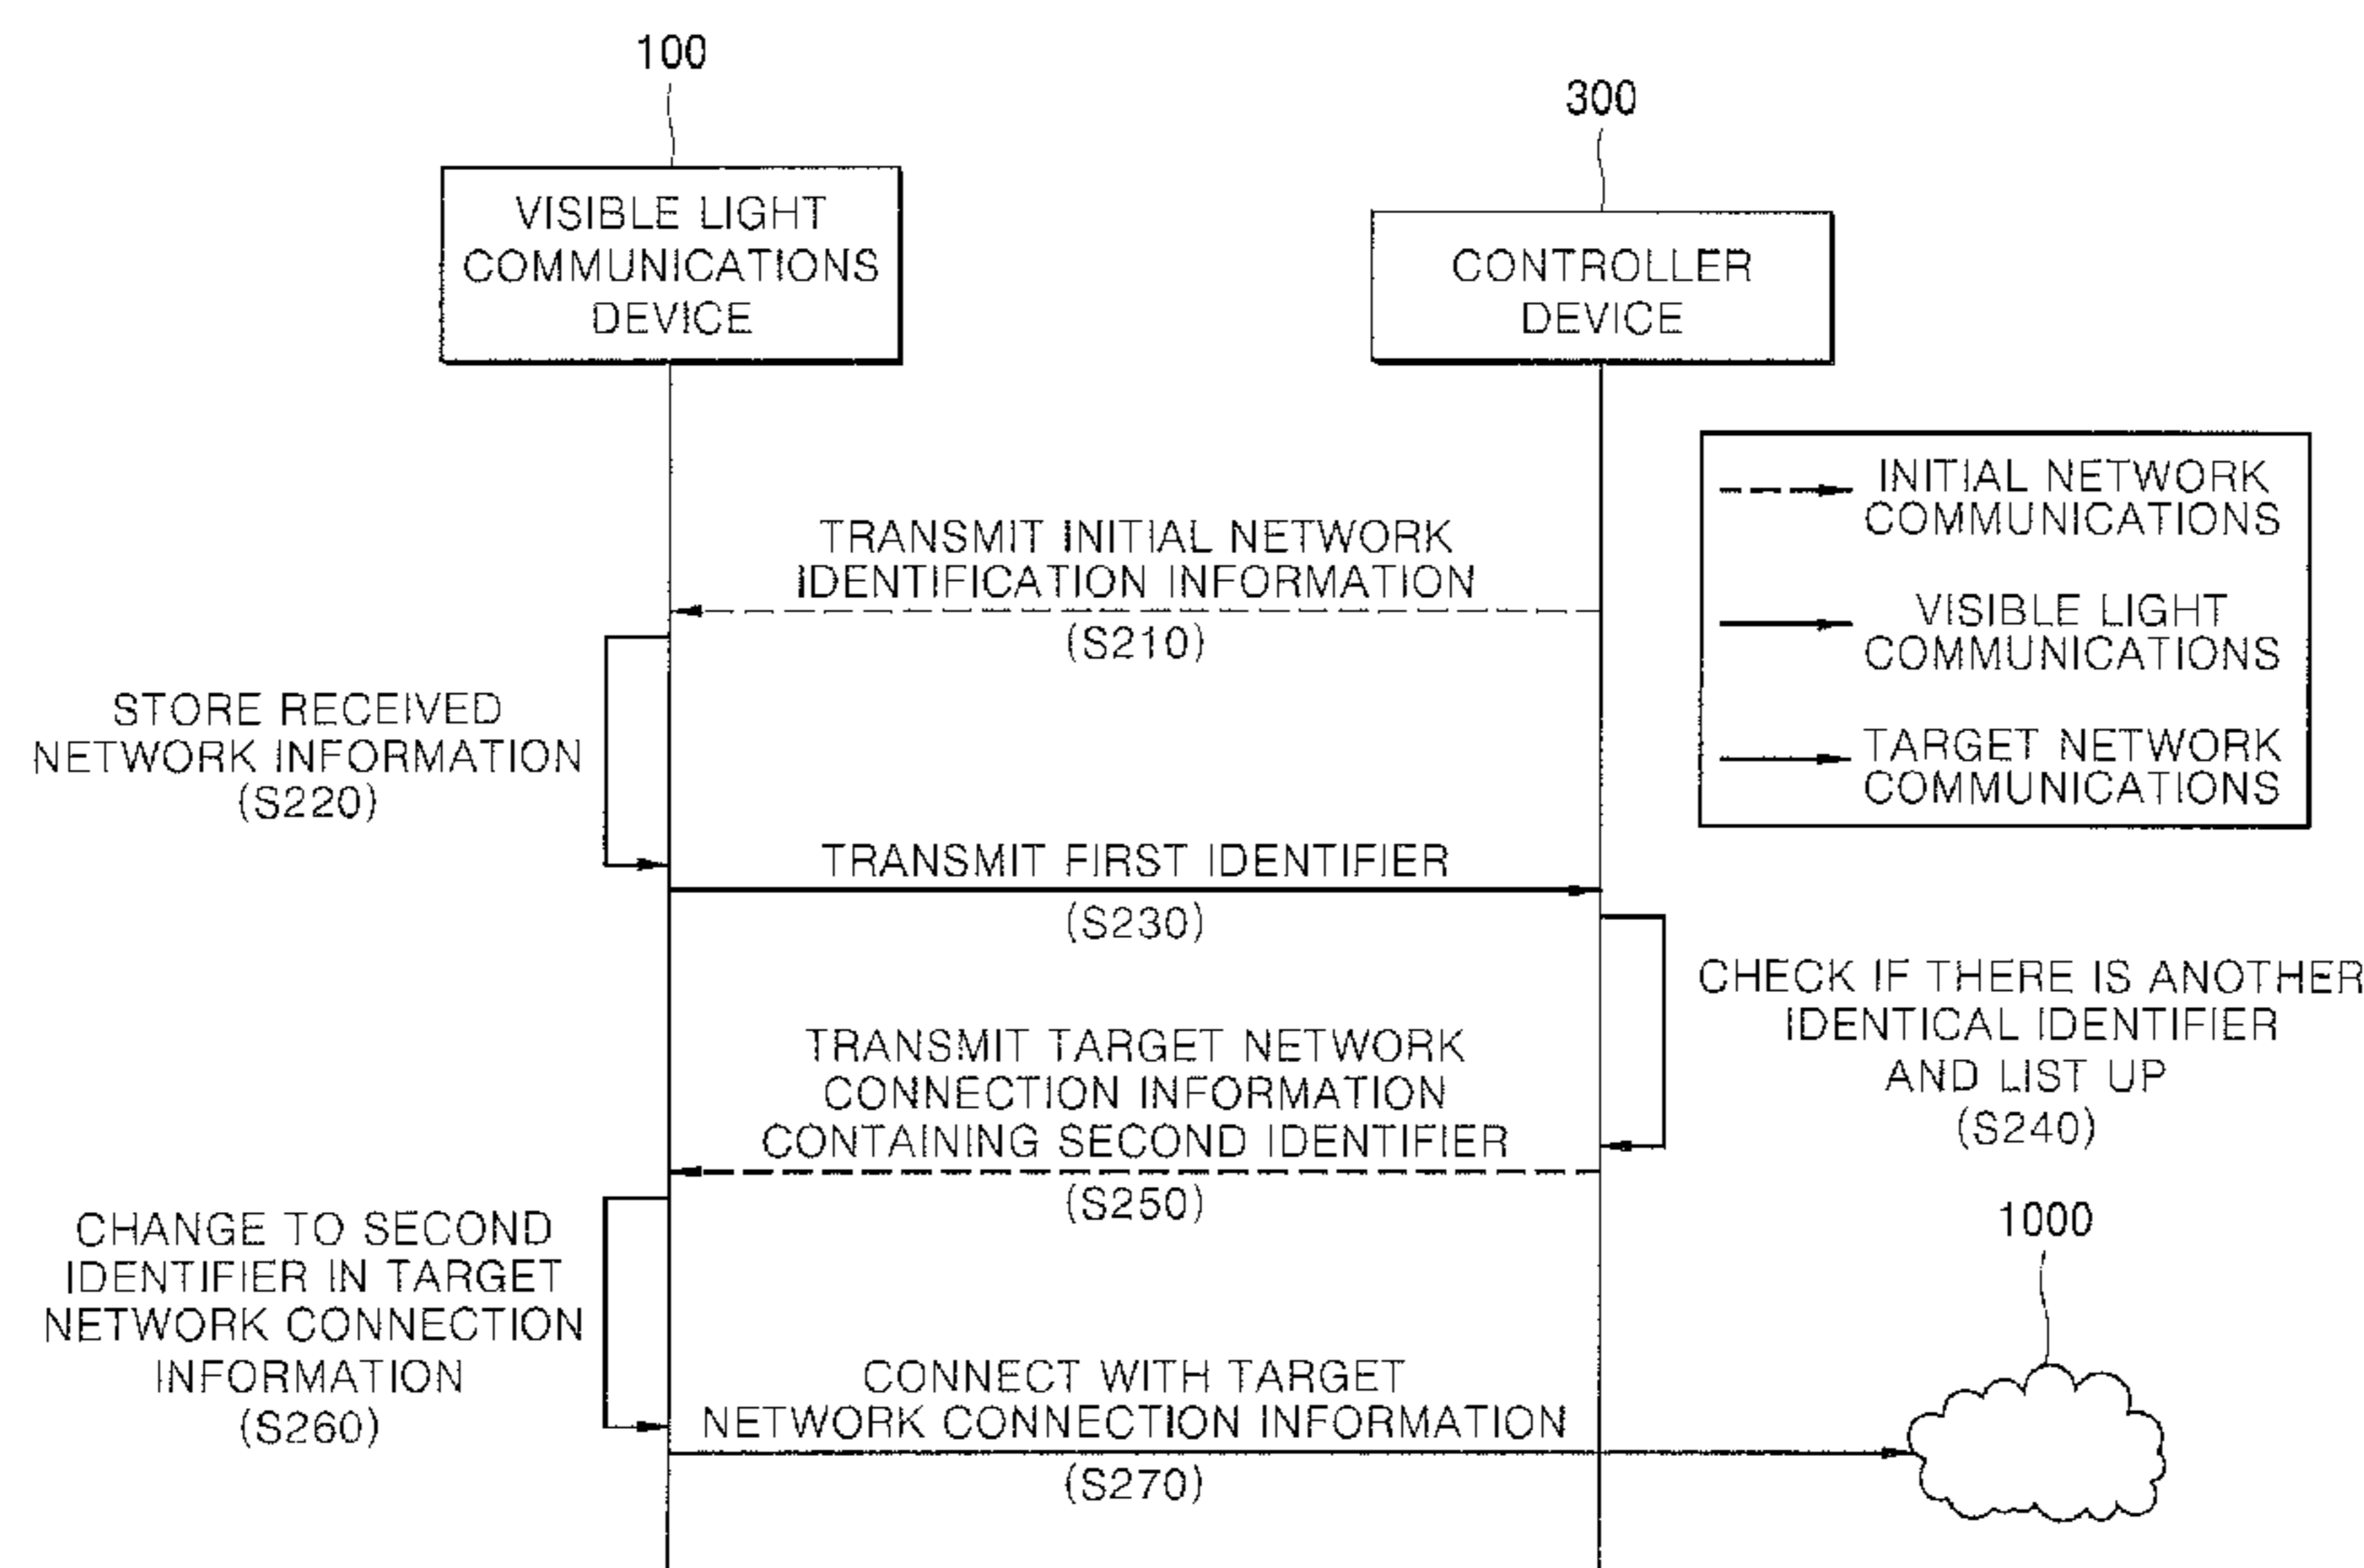 100
300
VISIBLE LIGHT
COMMUNICATIONS
DEVICE
CONTROLLER
DEVICE
INITIAL NETWORK
COMMUNICATIONS
VISIBLE LIGHT
COMMUNICATIONS
TARGET NETWORK
COMMUNICATIONS
TRANSMIT INITIAL NETWORK
IDENTIFICATION INFORMATION
(S210)
STORE RECEIVED
NETWORK INFORMATION
(S220)
TRANSMIT FIRST IDENTIFIER
(S230)
CHECK IF THERE IS ANOTHER
IDENTICAL IDENTIFIER
AND LIST UP
(S240)
TRANSMIT TARGET NETWORK
CONNECTION INFORMATION
CONTAINING SECOND IDENTIFIER
(S250)
CHANGE TO SECOND
IDENTIFIER IN TARGET
NETWORK CONNECTION
INFORMATION
(S260)
1000
CONNECT WITH TARGET
NETWORK CONNECTION INFORMATION
(S270)